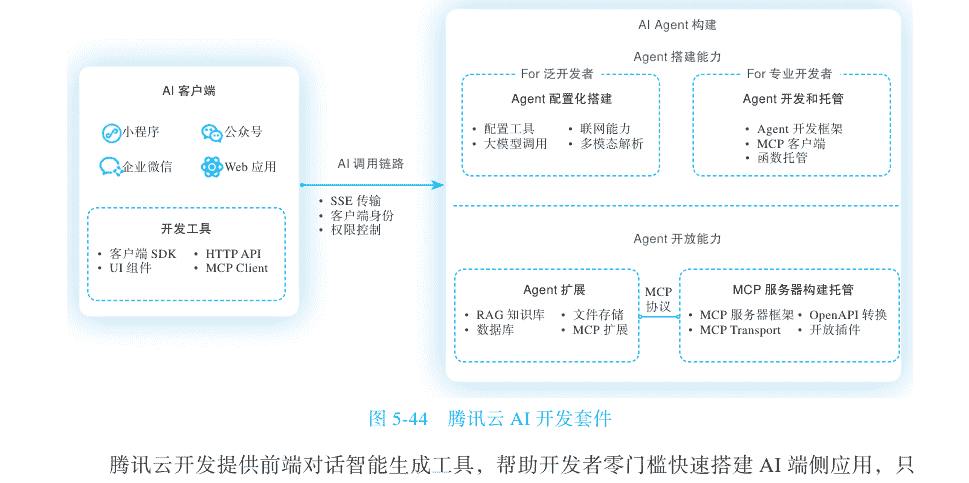 AI 客户端
小程序
公众号
企业微信
Web 应用
开发工具
• 客户端 SDK
• HTTP API
• UI 组件
• MCP Client
AI 调用链路
• SSE 传输
• 客户端身份
• 权限控制
AI Agent 构建
Agent 搭建能力
For 泛开发者
Agent 配置化搭建
• 配置工具
• 联网能力
• 大模型调用
• 多模态解析
For 专业开发者
Agent 开发和托管
• Agent 开发框架
• MCP 客户端
• 函数托管
Agent 开放能力
Agent 扩展
• RAG 知识库
• 文件存储
• 数据库
• MCP 扩展
MCP
协议
MCP 服务器构建托管
• MCP 服务器框架
• OpenAPI 转换
• MCP Transport
• 开放插件
图 5-44 腾讯云 AI 开发套件
腾讯云开发提供前端对话智能生成工具，帮助开发者零门槛快速搭建 AI 端侧应用，只